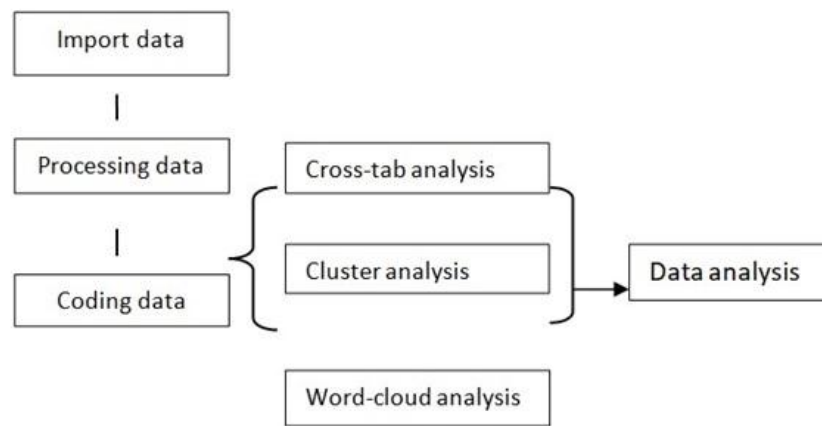 Import data
Processing data
Coding data
Cross-tab analysis
Cluster analysis
Word-cloud analysis
Data analysis